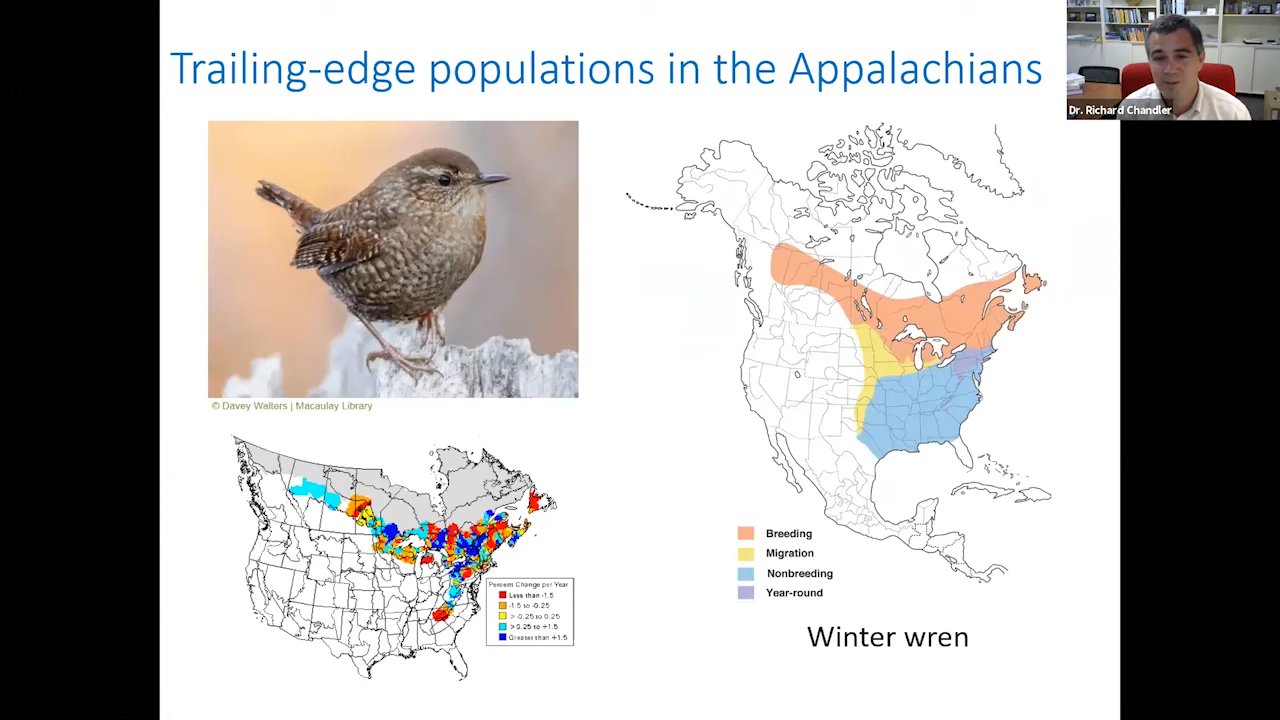 Trailing-edge populations in the Appalachians
Dr. Richard Chandler
© Davey Walters | Macaulay Library
Percent Change per Year
Less than -1.5
-1.5 to -0.25
> -0.25 to 0.25
> 0.25 to +1.5
Greater than +1.5
Breeding
Migration
Nonbreeding
Year-round
Winter wren